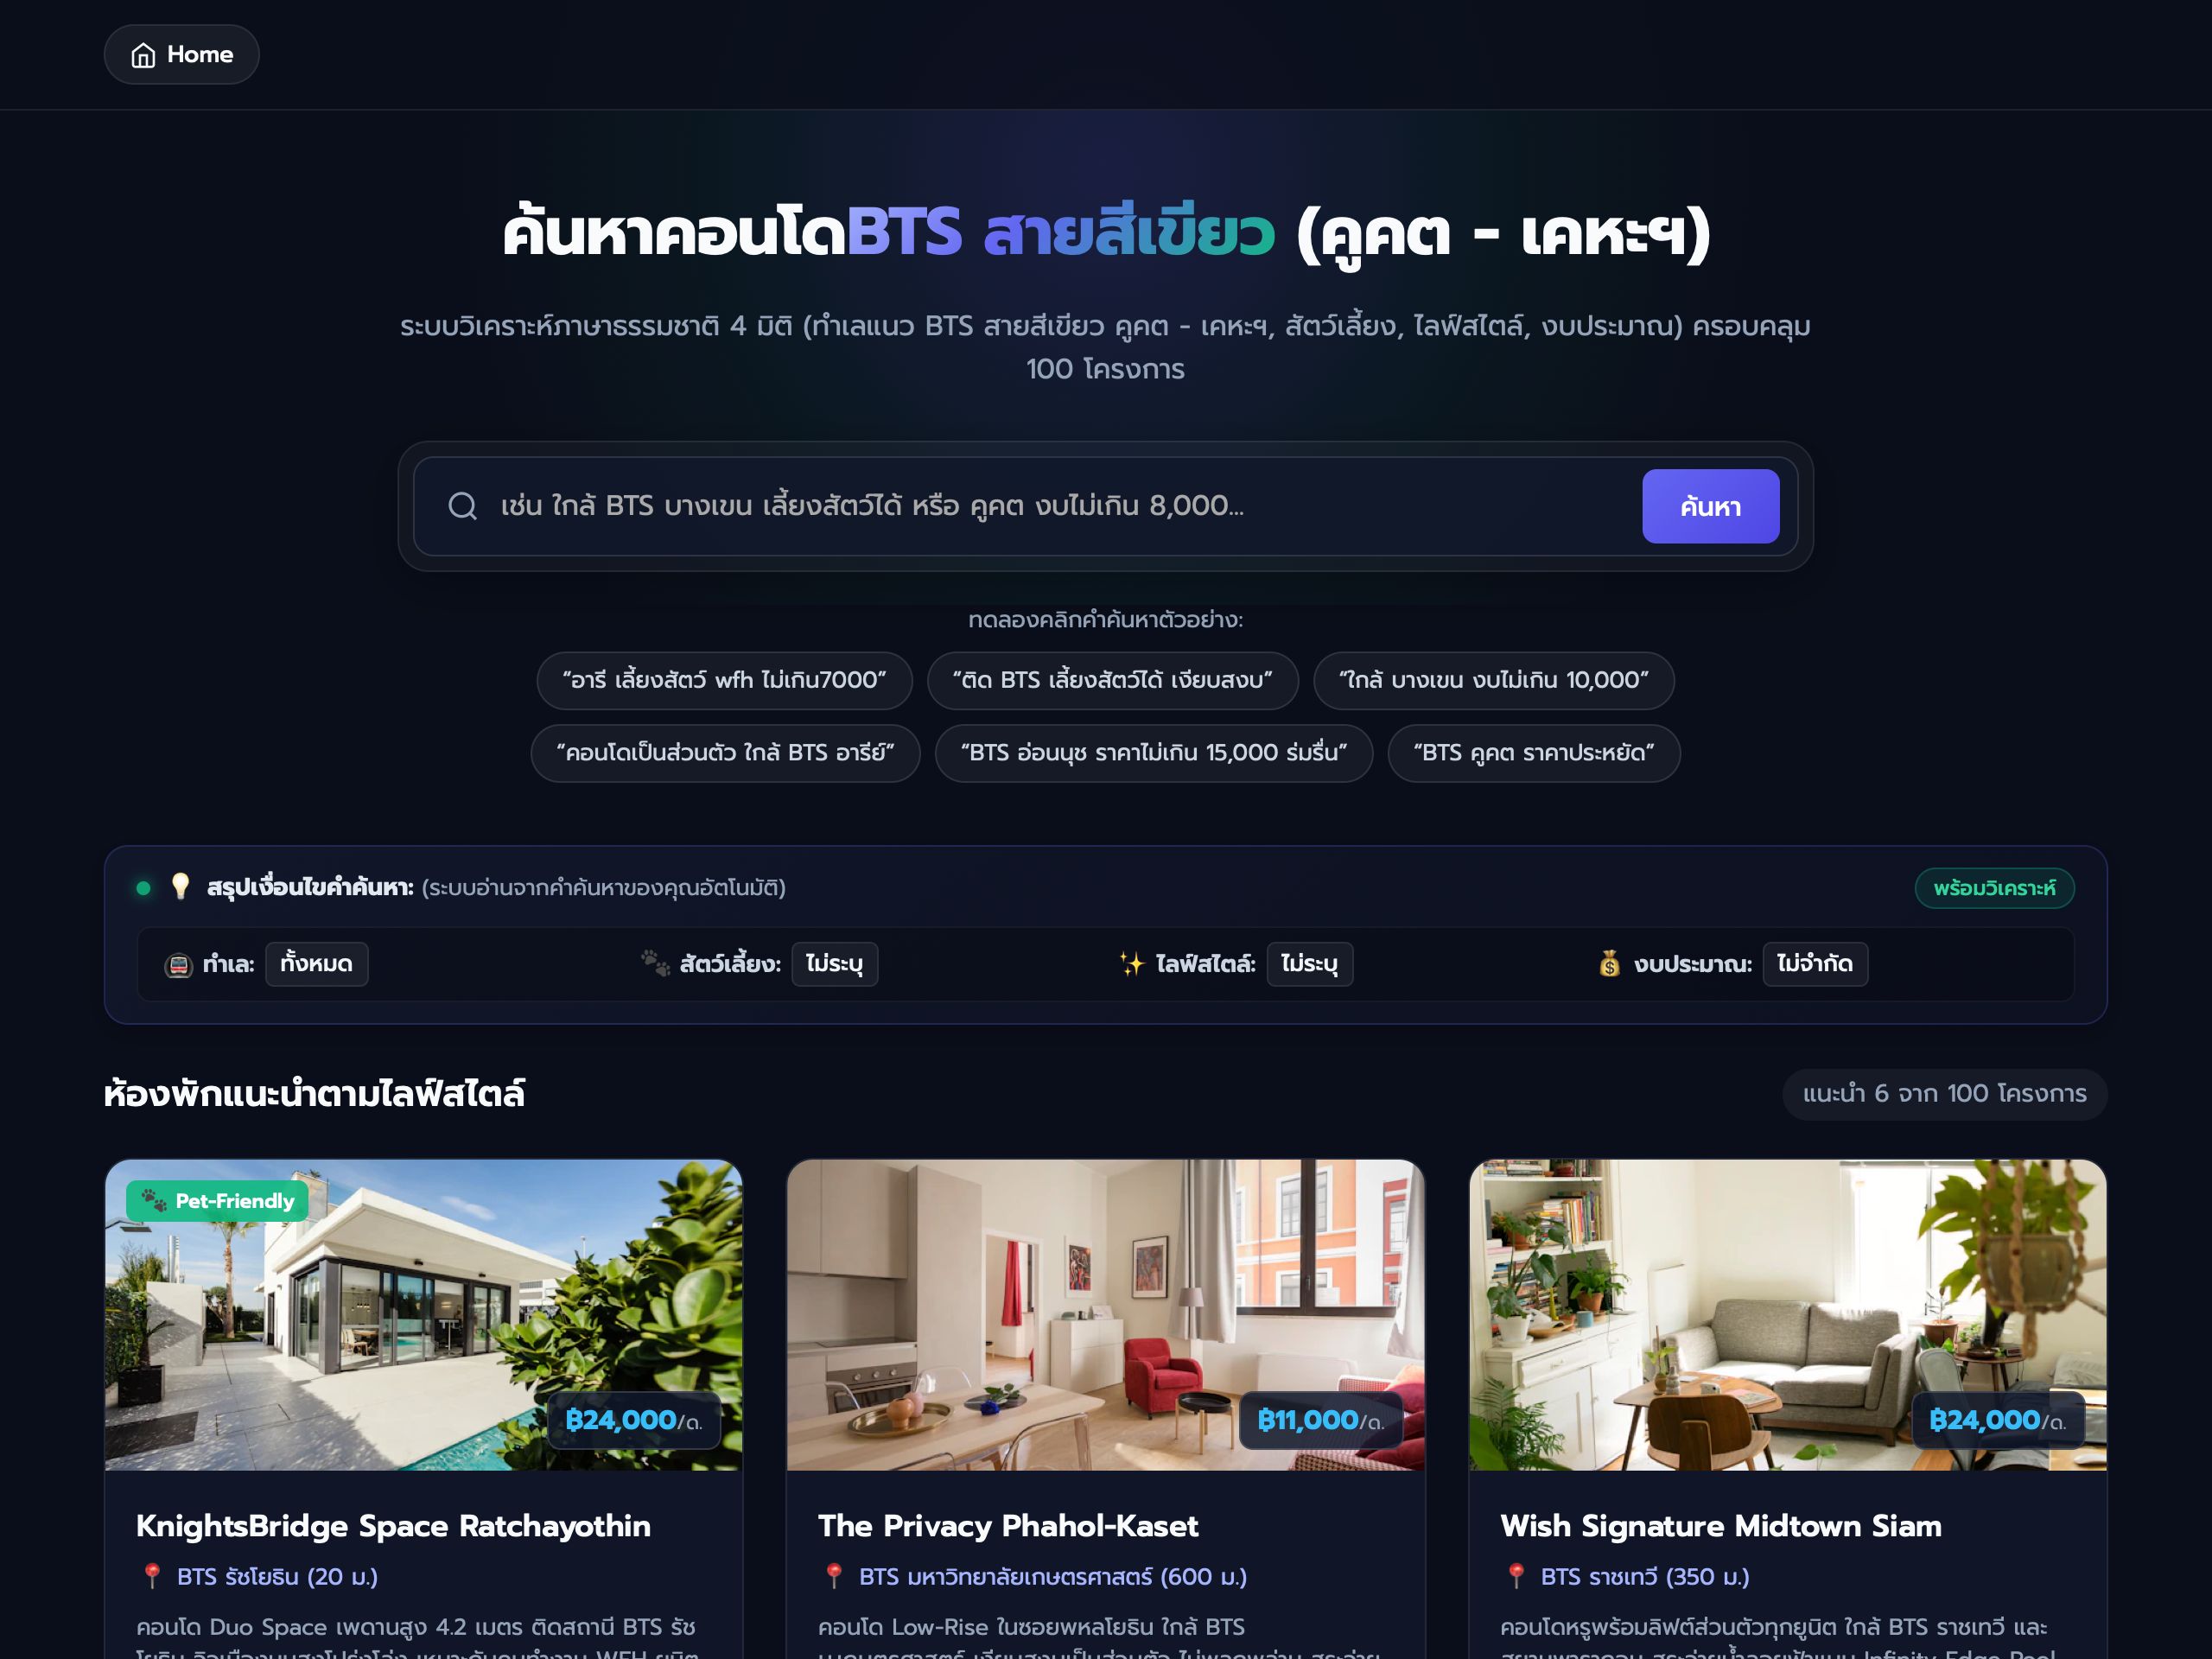 Home
ค้นหาคอนโดBTS สายสีเขียว (คูคต - เคหะฯ)
ระบบวิเคราะห์ภาษาธรรมชาติ 4 มิติ (ทำเลแนว BTS สายสีเขียว คูคต - เคหะฯ, สัตว์เลี้ยง, ไลฟ์สไตล์, งบประมาณ) ครอบคลุม
100 โครงการ
เช่น ใกล้ BTS บางเขน เลี้ยงสัตว์ได้ หรือ คูคต งบไม่เกิน 8,000...
ค้นหา
ทดลองคลิกคำค้นหาตัวอย่าง:
“อารี เลี้ยงสัตว์ wfh ไม่เกิน7000”
“ติด BTS เลี้ยงสัตว์ได้ เงียบสงบ”
“ใกล้ บางเขน งบไม่เกิน 10,000”
“คอนโดเป็นส่วนตัว ใกล้ BTS อารีย์”
“BTS อ่อนนุช ราคาไม่เกิน 15,000 ร่มรื่น”
“BTS คูคต ราคาประหยัด”
สรุปเงื่อนไขคำค้นหา: (ระบบอ่านจากคำค้นหาของคุณอัตโนมัติ)
พร้อมวิเคราะห์
ทำเล: ทั้งหมด
สัตว์เลี้ยง: ไม่ระบุ
ไลฟ์สไตล์: ไม่ระบุ
งบประมาณ: ไม่จำกัด
ห้องพักแนะนำตามไลฟ์สไตล์
แนะนำ 6 จาก 100 โครงการ
Pet-Friendly
฿24,000/ด.
KnightsBridge Space Ratchayothin
BTS รัชโยธิน (20 ม.)
คอนโด Duo Space เพดานสูง 4.2 เมตร ติดสถานี BTS รัช
฿11,000/ด.
The Privacy Phahol-Kaset
BTS มหาวิทยาลัยเกษตรศาสตร์ (600 ม.)
คอนโด Low-Rise ในซอยพหลโยธิน ใกล้ BTS
฿24,000/ด.
Wish Signature Midtown Siam
BTS ราชเทวี (350 ม.)
คอนโดหรูพร้อมลิฟต์ส่วนตัวทุกยูนิต ใกล้ BTS ราชเทวี และ